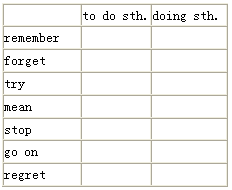 to do sth. doing sth.
remember
forget
try
mean
stop
go on
regret